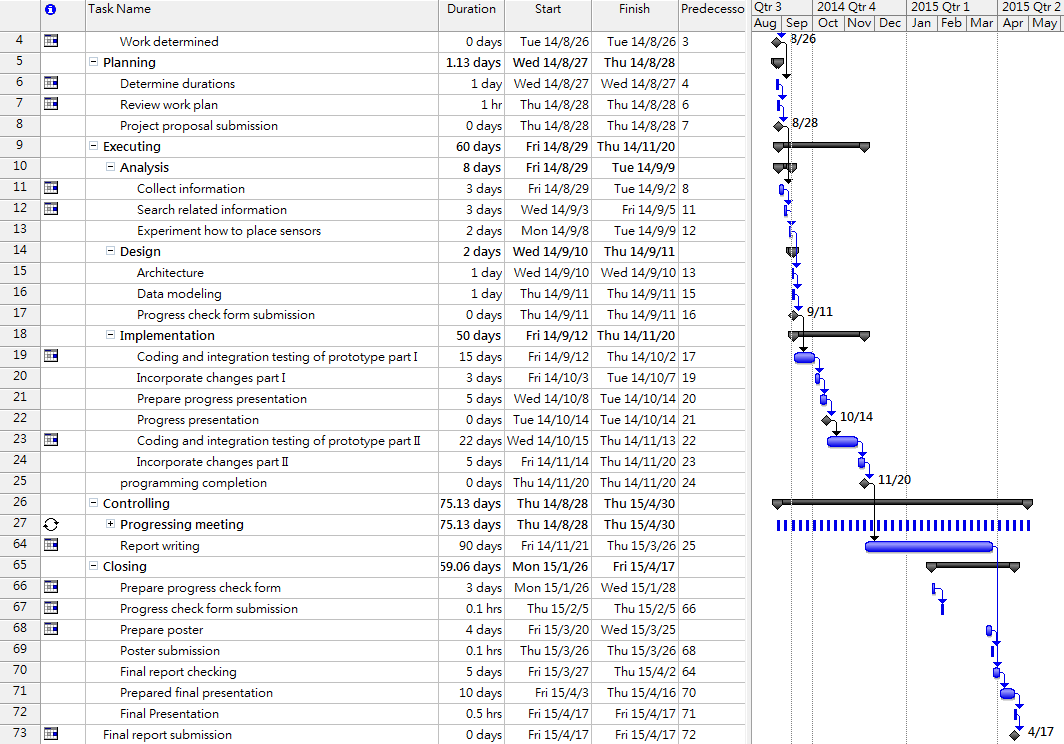 Task Name Duration Start Finish Predecesso Qtr 3 2014 Qtr 4 2015 Qtr 1 2015 Qtr 2
Aug Sep Oct Nov Dec Jan Feb Mar Apr May
4 Work determined 0 days Tue 14/8/26 Tue 14/8/26 3 8/26
5 Planning 1.13 days Wed 14/8/27 Thu 14/8/28
6 Determine durations 1 day Wed 14/8/27 Wed 14/8/27 4
7 Review work plan 1 hr Thu 14/8/28 Thu 14/8/28 6
8 Project proposal submission 0 days Thu 14/8/28 Thu 14/8/28 7 8/28
9 Executing 60 days Fri 14/8/29 Thu 14/11/20
10 Analysis 8 days Fri 14/8/29 Tue 14/9/9
11 Collect information 3 days Fri 14/8/29 Tue 14/9/2 8
12 Search related information 3 days Wed 14/9/3 Fri 14/9/5 11
13 Experiment how to place sensors 2 days Mon 14/9/8 Tue 14/9/9 12
14 Design 2 days Wed 14/9/10 Thu 14/9/11
15 Architecture 1 day Wed 14/9/10 Wed 14/9/10 13
16 Data modeling 1 day Thu 14/9/11 Thu 14/9/11 15
17 Progress check form submission 0 days Thu 14/9/11 Thu 14/9/11 16 9/11
18 Implementation 50 days Fri 14/9/12 Thu 14/11/20
19 Coding and integration testing of prototype part I 15 days Fri 14/9/12 Thu 14/10/2 17
20 Incorporate changes part I 3 days Fri 14/10/3 Tue 14/10/7 19
21 Prepare progress presentation 5 days Wed 14/10/8 Tue 14/10/14 20
22 Progress presentation 0 days Tue 14/10/14 Tue 14/10/14 21 10/14
23 Coding and integration testing of prototype part II 22 days Wed 14/10/15 Thu 14/11/13 22
24 Incorporate changes part II 5 days Fri 14/11/14 Thu 14/11/20 23
25 programming completion 0 days Thu 14/11/20 Thu 14/11/20 24 11/20
26 Controlling 75.13 days Thu 14/8/28 Thu 15/4/30
27 Progressing meeting 75.13 days Thu 14/8/28 Thu 15/4/30
64 Report writing 90 days Fri 14/11/21 Thu 15/3/26 25
65 Closing 59.06 days Mon 15/1/26 Fri 15/4/17
66 Prepare progress check form 3 days Mon 15/1/26 Wed 15/1/28
67 Progress check form submission 0.1 hrs Thu 15/2/5 Thu 15/2/5 66
68 Prepare poster 4 days Fri 15/3/20 Wed 15/3/25
69 Poster submission 0.1 hrs Thu 15/3/26 Thu 15/3/26 68
70 Final report checking 5 days Fri 15/3/27 Thu 15/4/2 64
71 Prepared final presentation 10 days Fri 15/4/3 Thu 15/4/16 70
72 Final Presentation 0.5 hrs Fri 15/4/17 Fri 15/4/17 71
73 Final report submission 0 days Fri 15/4/17 Fri 15/4/17 72 4/17